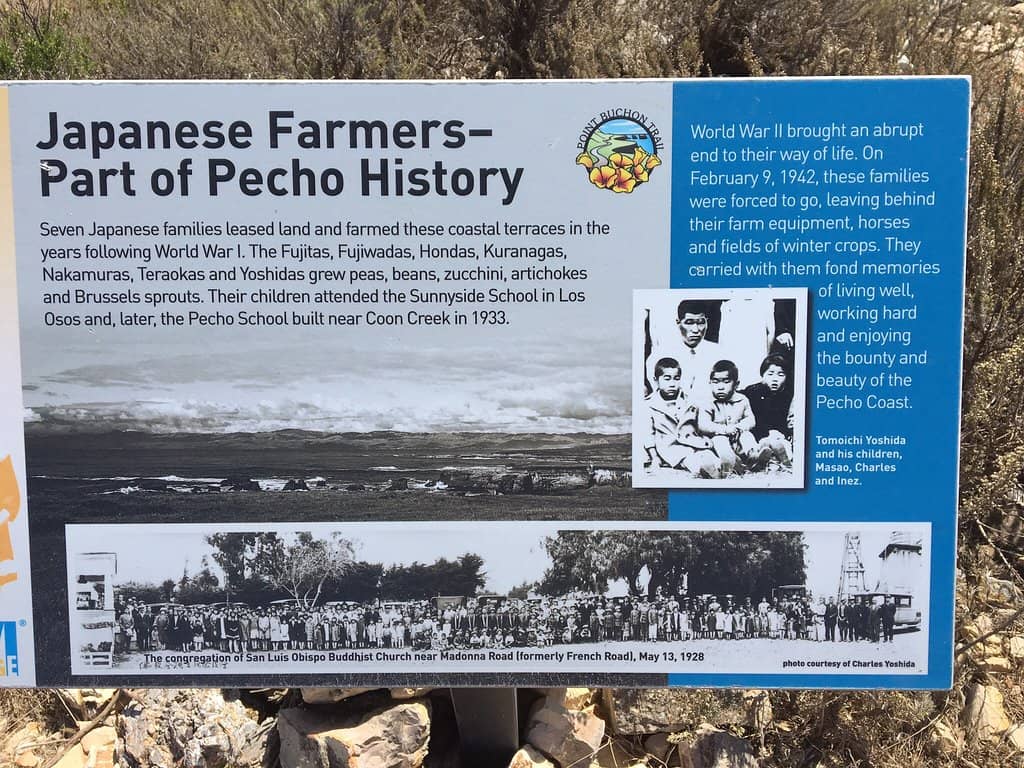 Japanese Farmers–
Part of Pecho History
POINT BUCHON TRAIL
Seven Japanese families leased land and farmed these coastal terraces in the
years following World War I. The Fujitas, Fujiwadas, Hondas, Kuranagas,
Nakamuras, Teraokas and Yoshidas grew peas, beans, zucchini, artichokes
and Brussels sprouts. Their children attended the Sunnyside School in Los
Osos and, later, the Pecho School built near Coon Creek in 1933.
World War II brought an abrupt
end to their way of life. On
February 9, 1942, these families
were forced to go, leaving behind
their farm equipment, horses
and fields of winter crops. They
carried with them fond memories
of living well,
working hard
and enjoying
the bounty and
beauty of the
Pecho Coast.
Tomoichi Yoshida
and his children,
Masao, Charles
and Inez.
The congregation of San Luis Obispo Buddhist Church near Madonna Road (formerly French Road), May 13, 1928
photo courtesy of Charles Yoshida